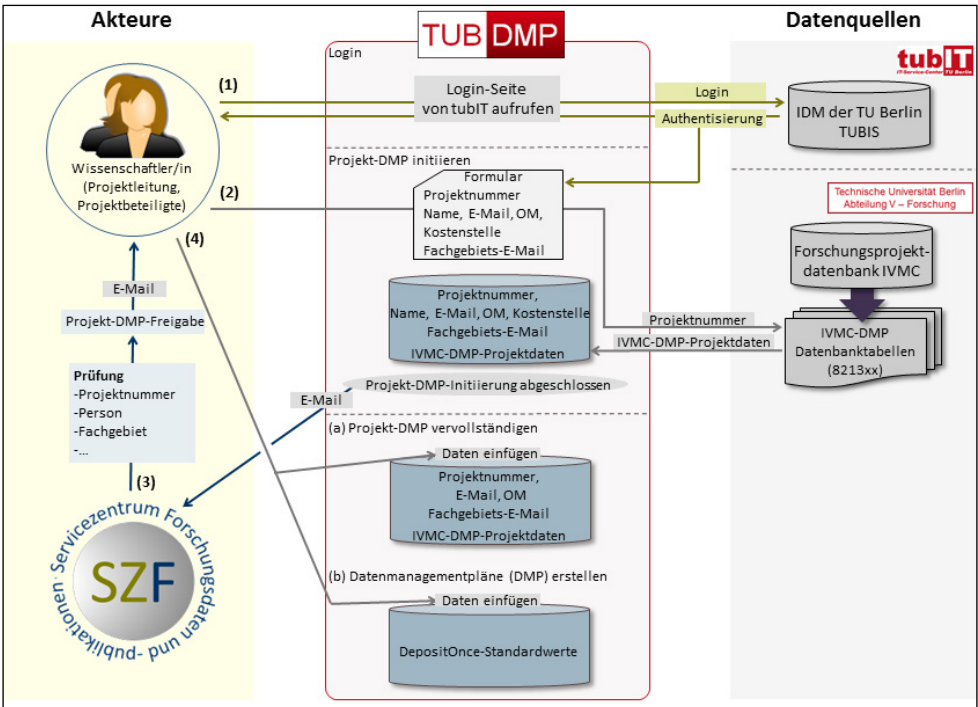 Akteure
TUB DMP
Datenquellen
Login
tubIT
IT-Service-Center TU Berlin
(1)
Login-Seite
von tubIT aufrufen
Login
Authentisierung
IDM der TU Berlin
TUBIS
Wissenschaftler/in
(Projektleitung,
Projektbeteiligte)
Projekt-DMP initiieren
(2)
Formular
Projektnummer
Name, E-Mail, OM,
Kostenstelle
Fachgebiets-E-Mail
Technische Universität Berlin
Abteilung V – Forschung
(4)
Forschungsprojekt-
datenbank IVMC
E-Mail
Projekt-DMP-Freigabe
Projektnummer,
Name, E-Mail, OM, Kostenstelle
Fachgebiets-E-Mail
IVMC-DMP-Projektdaten
Projektnummer
IVMC-DMP-Projektdaten
IVMC-DMP
Datenbanktabellen
(8213xx)
Prüfung
-Projektnummer
-Person
-Fachgebiet
-...
Projekt-DMP-Initiierung abgeschlossen
E-Mail
(a) Projekt-DMP vervollständigen
Daten einfügen
Projektnummer,
E-Mail, OM
Fachgebiets-E-Mail
IVMC-DMP-Projektdaten
(3)
Servicezentrum Forschungsdaten und -publikationen
SZF
(b) Datenmanagementpläne (DMP) erstellen
Daten einfügen
DepositOnce-Standardwerte